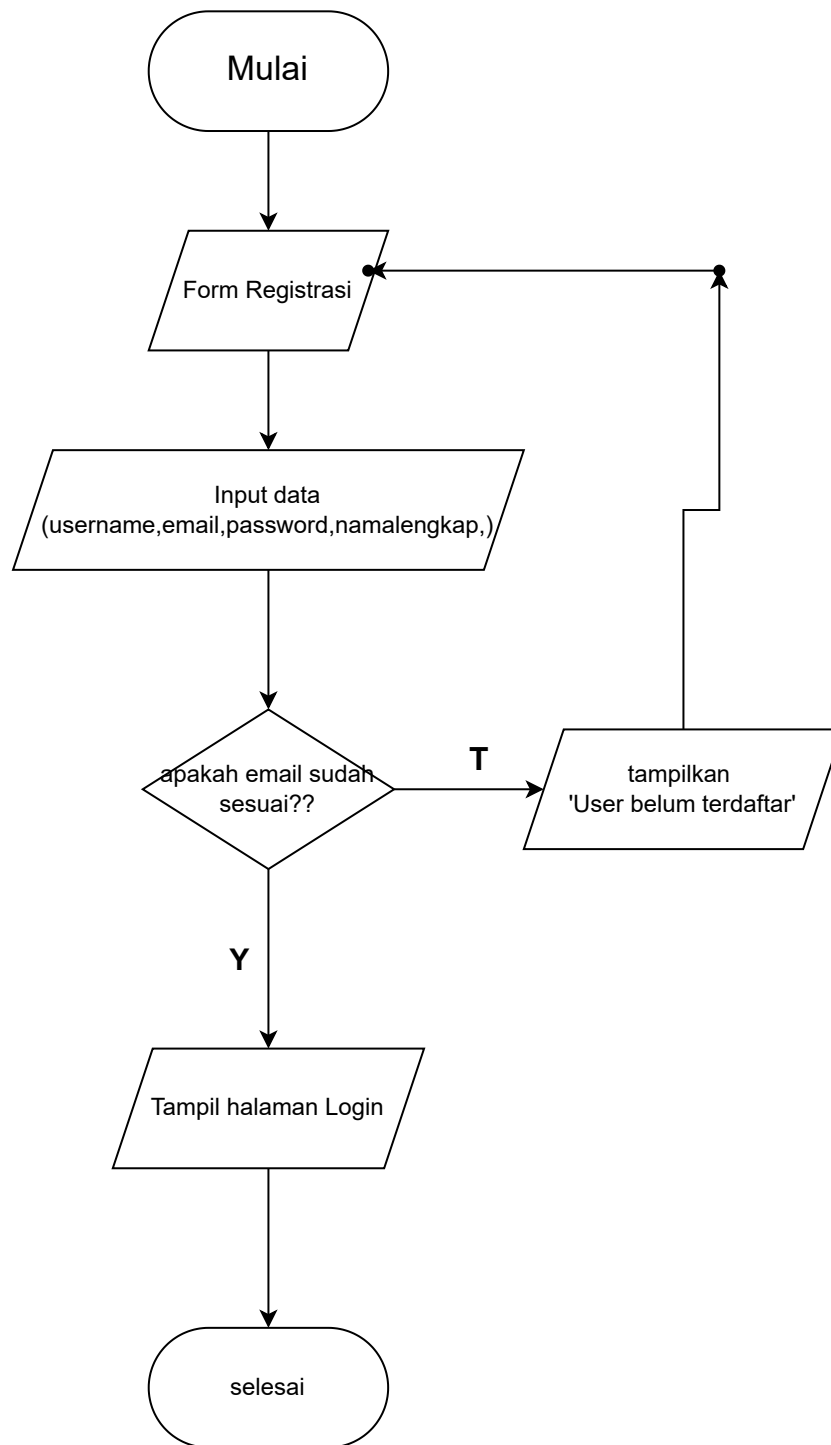 Mulai
Form Registrasi
Input data
(username,email,password,namalengkap,)
apakah email sudah
sesuai??
T
tampilkan
'User belum terdaftar'
Y
Tampil halaman Login
selesai